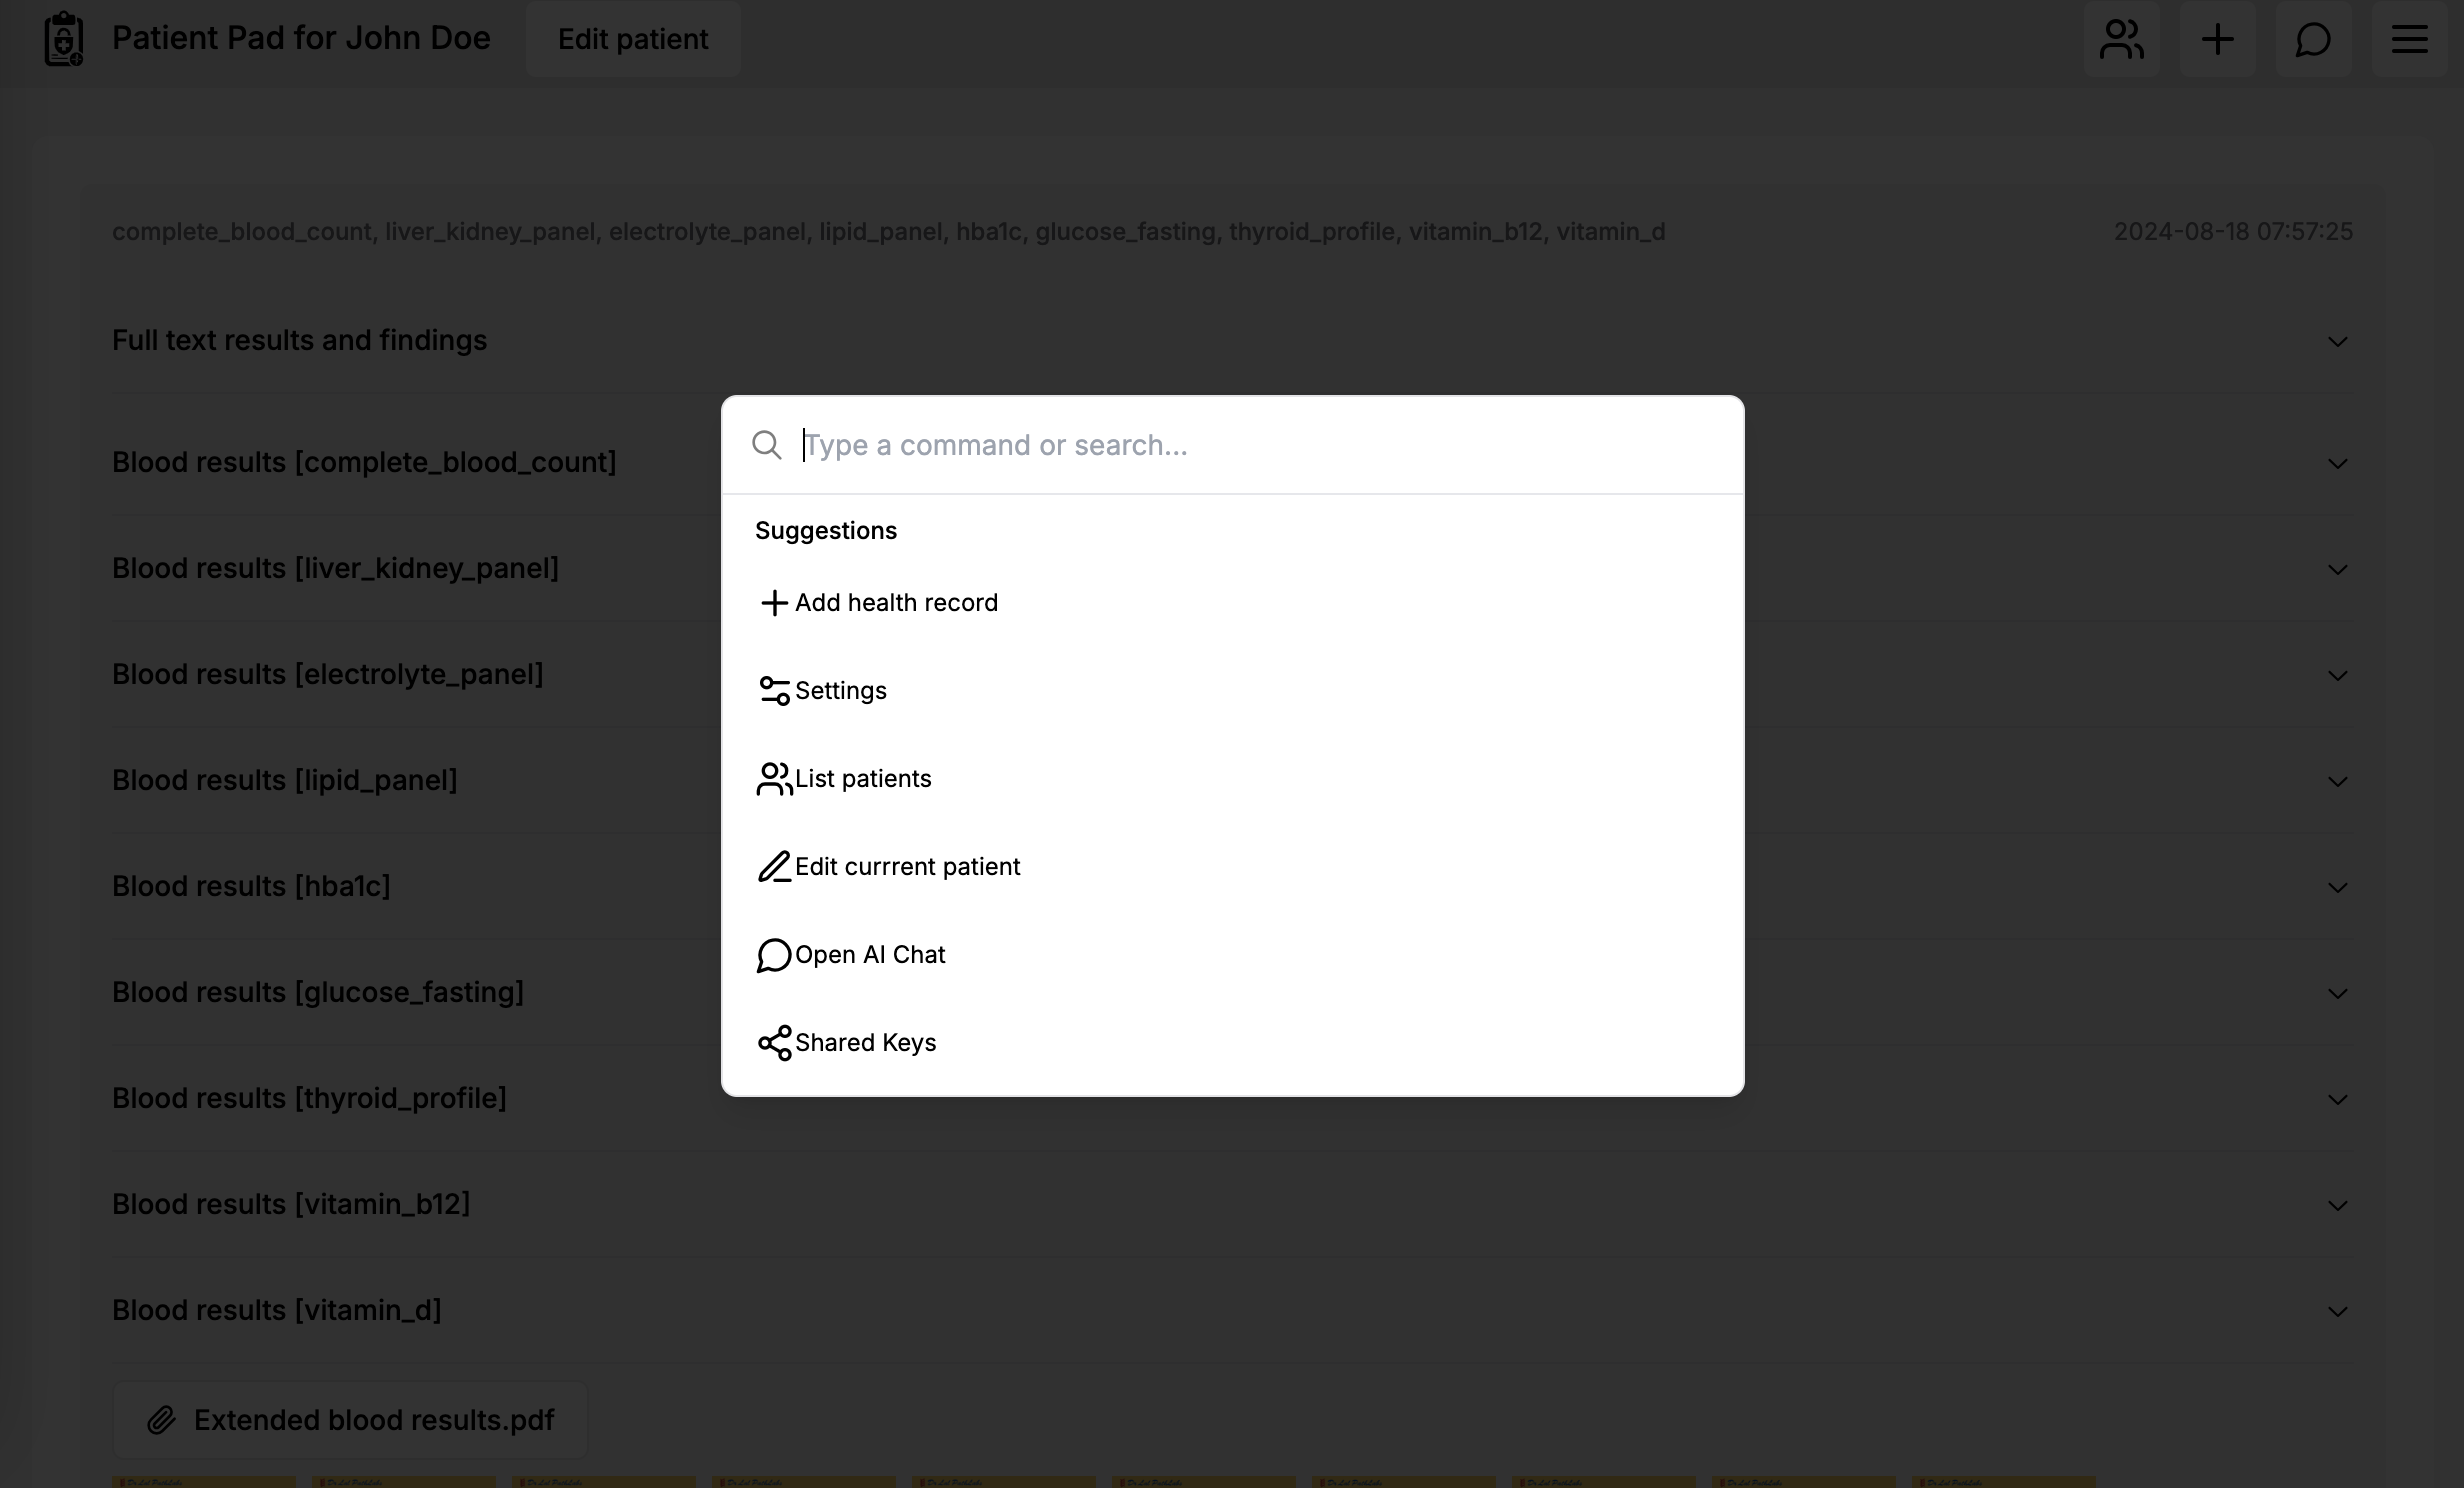 Patient Pad for John Doe
Edit patient
complete_blood_count, liver_kidney_panel, electrolyte_panel, lipid_panel, hba1c, glucose_fasting, thyroid_profile, vitamin_b12, vitamin_d
2024-08-18 07:57:25
Full text results and findings
Blood results [complete_blood_count]
Blood results [liver_kidney_panel]
Blood results [electrolyte_panel]
Blood results [lipid_panel]
Blood results [hba1c]
Blood results [glucose_fasting]
Blood results [thyroid_profile]
Blood results [vitamin_b12]
Blood results [vitamin_d]
Extended blood results.pdf
Type a command or search...
Suggestions
Add health record
Settings
List patients
Edit currrent patient
Open AI Chat
Shared Keys